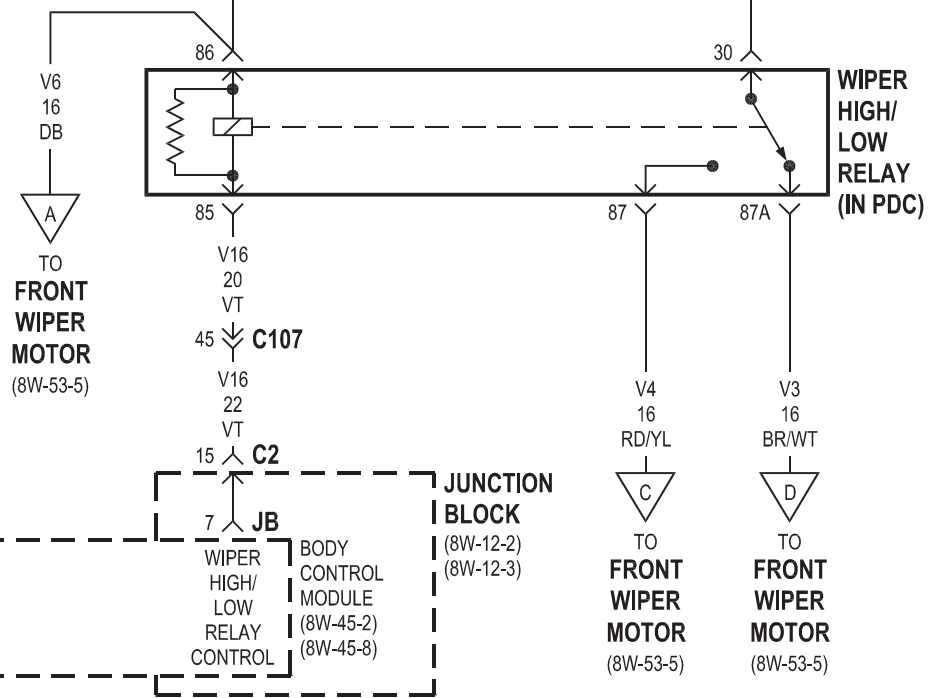 86
30
V6
16
DB
A
TO
FRONT
WIPER
MOTOR
(8W-53-5)
WIPER
HIGH/
LOW
RELAY
(IN PDC)
85
87
87A
V16
20
VT
45 C107
V16
22
VT
15 C2
7 JB
WIPER
HIGH/
LOW
RELAY
CONTROL
BODY
CONTROL
MODULE
(8W-45-2)
(8W-45-8)
JUNCTION
BLOCK
(8W-12-2)
(8W-12-3)
V4
16
RD/YL
C
TO
FRONT
WIPER
MOTOR
(8W-53-5)
V3
16
BR/WT
D
TO
FRONT
WIPER
MOTOR
(8W-53-5)